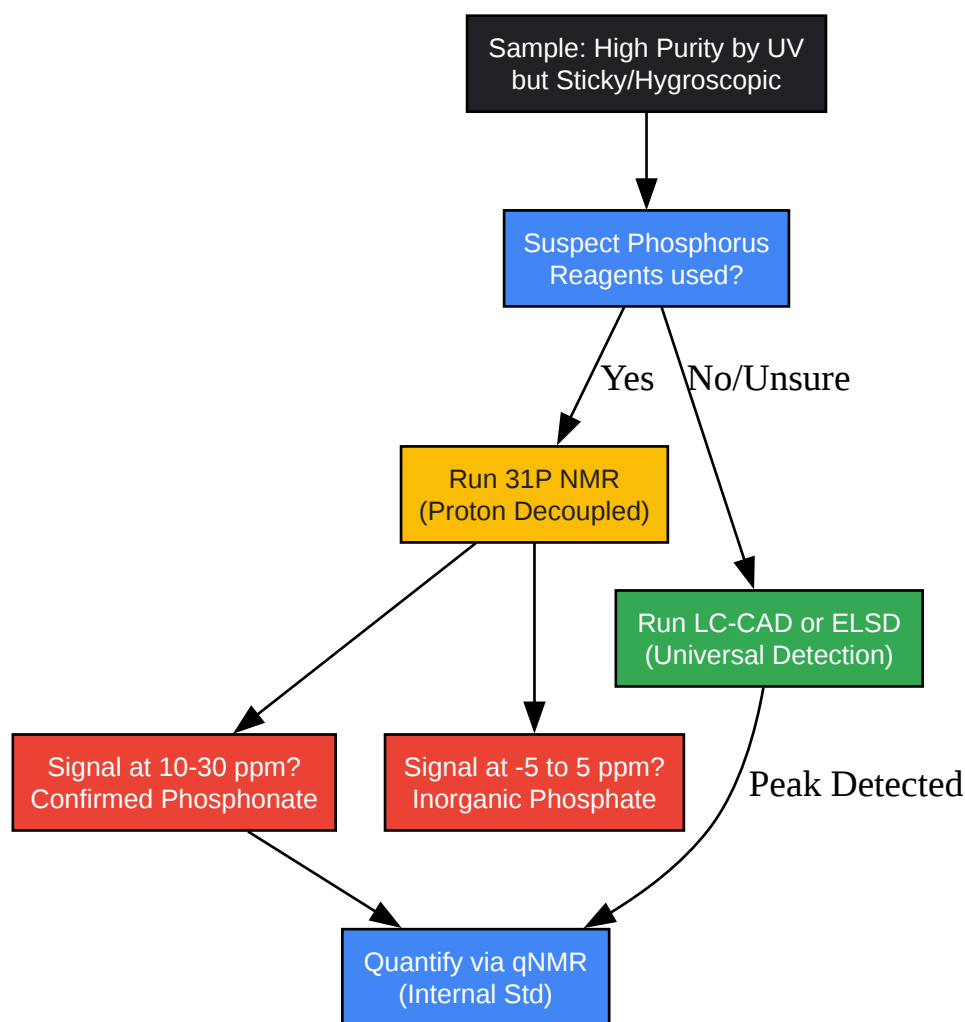 Sample: High Purity by UV
but Sticky/Hygroscopic
Suspect Phosphorus
Reagents used?
Yes
No/Unsure
Run 31P NMR
(Proton Decoupled)
Run LC-CAD or ELSD
(Universal Detection)
Signal at 10-30 ppm?
Confirmed Phosphonate
Signal at -5 to 5 ppm?
Inorganic Phosphate
Peak Detected
Quantify via qNMR
(Internal Std)